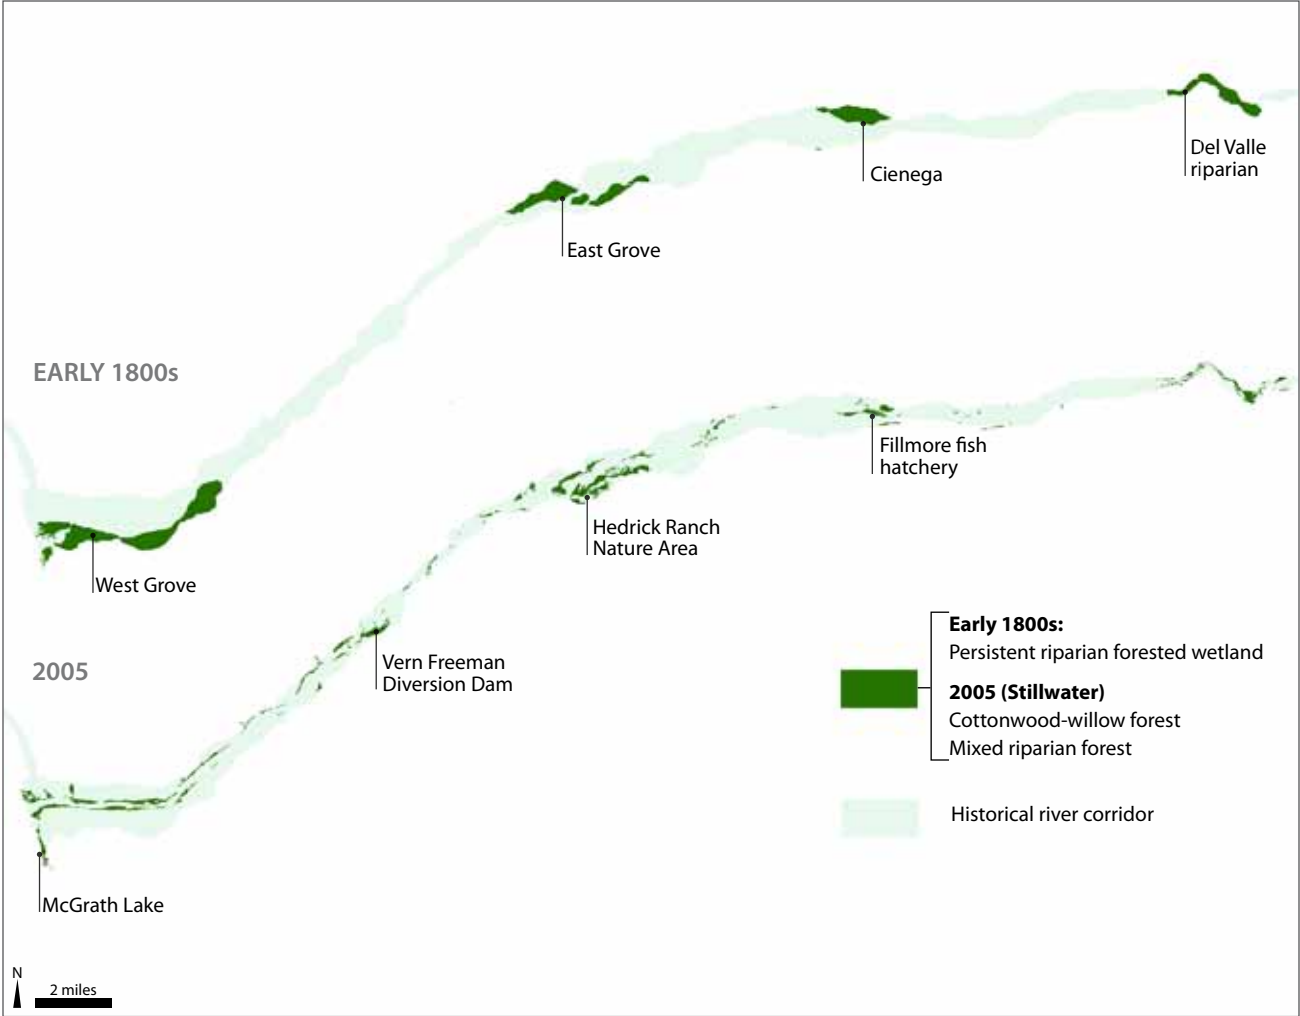 Del Valle
riparian
Cienega
East Grove
EARLY 1800s
Fillmore fish
hatchery
Hedrick Ranch
Nature Area
West Grove
2005
Vern Freeman
Diversion Dam
McGrath Lake
Early 1800s:
Persistent riparian forested wetland
2005 (Stillwater)
Cottonwood-willow forest
Mixed riparian forest
Historical river corridor
N
2 miles